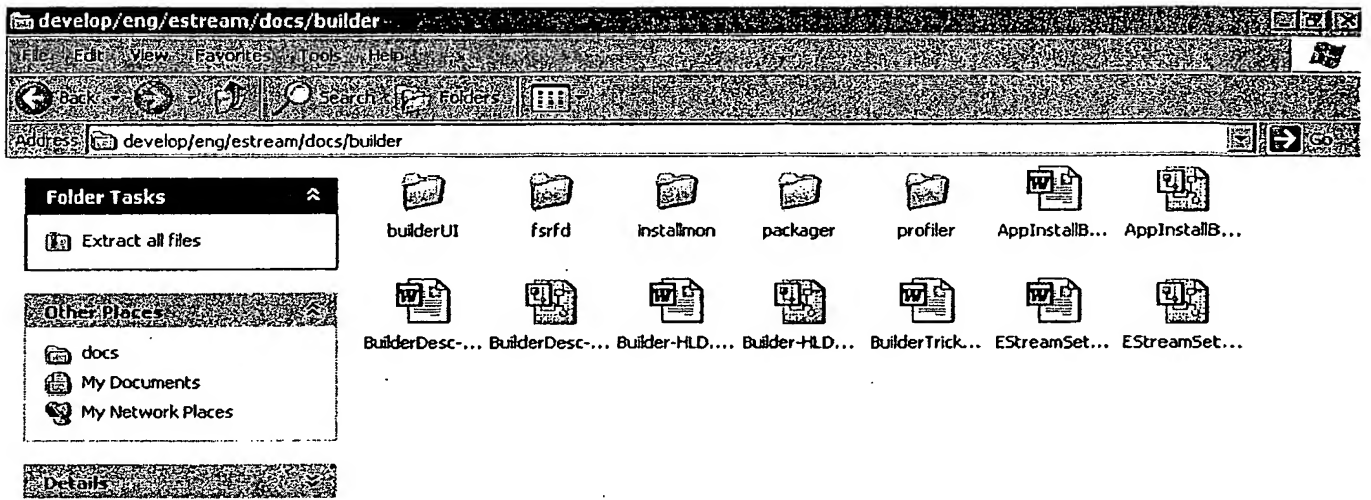 develop/eng/estream/docs/builder
File Edit View Favorites Tools Help
Back Search Folders
Address develop/eng/estream/docs/builder Go
Folder Tasks
Extract all files
Other Places
docs
My Documents
My Network Places
Details
builderUI fsrfd installmon packager profiler AppInstallB... AppInstallB...
BuilderDesc-... BuilderDesc-... Builder-HLD.... Builder-HLD... BuilderTrick... EStreamSet... EStreamSet...